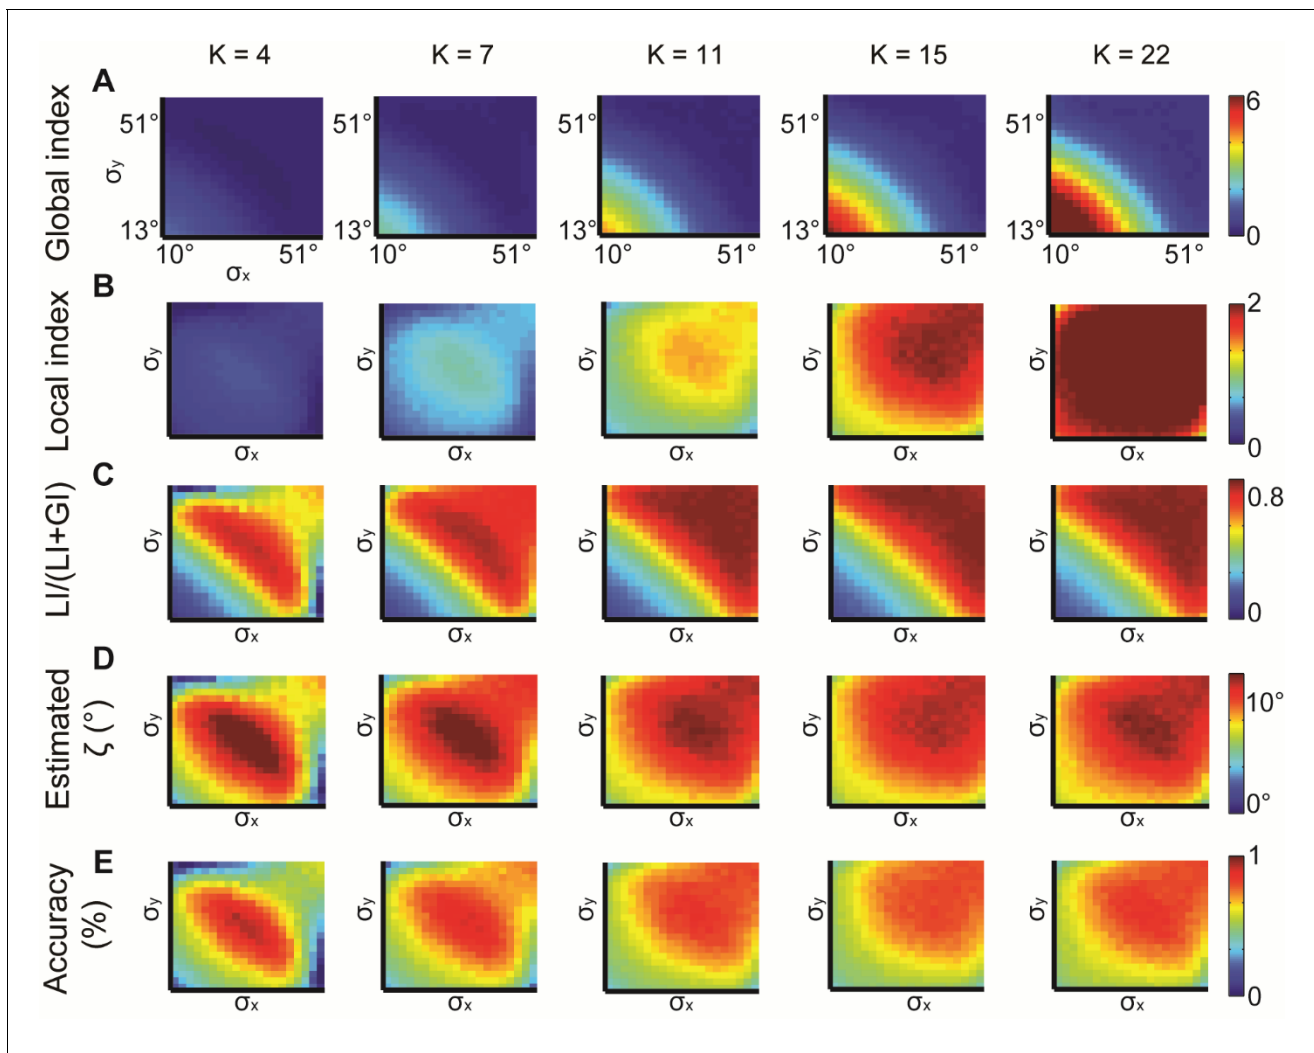 K = 4 K = 7 K = 11 K = 15 K = 22
A
Global index
51° 51° 51° 51° 51° 6
σy
13° 13° 13° 13° 13° 0
10° 51° 10° 51° 10° 51° 10° 51° 10° 51°
σx
B
Local index
2
σy σy σy σy σy
0
σx σx σx σx σx
C
LI/(LI+GI)
0.8
σy σy σy σy σy
0
σx σx σx σx σx
D
Estimated
ζ (°)
10°
σy σy σy σy σy
0°
σx σx σx σx σx
E
Accuracy
(%)
1
σy σy σy σy σy
0
σx σx σx σx σx